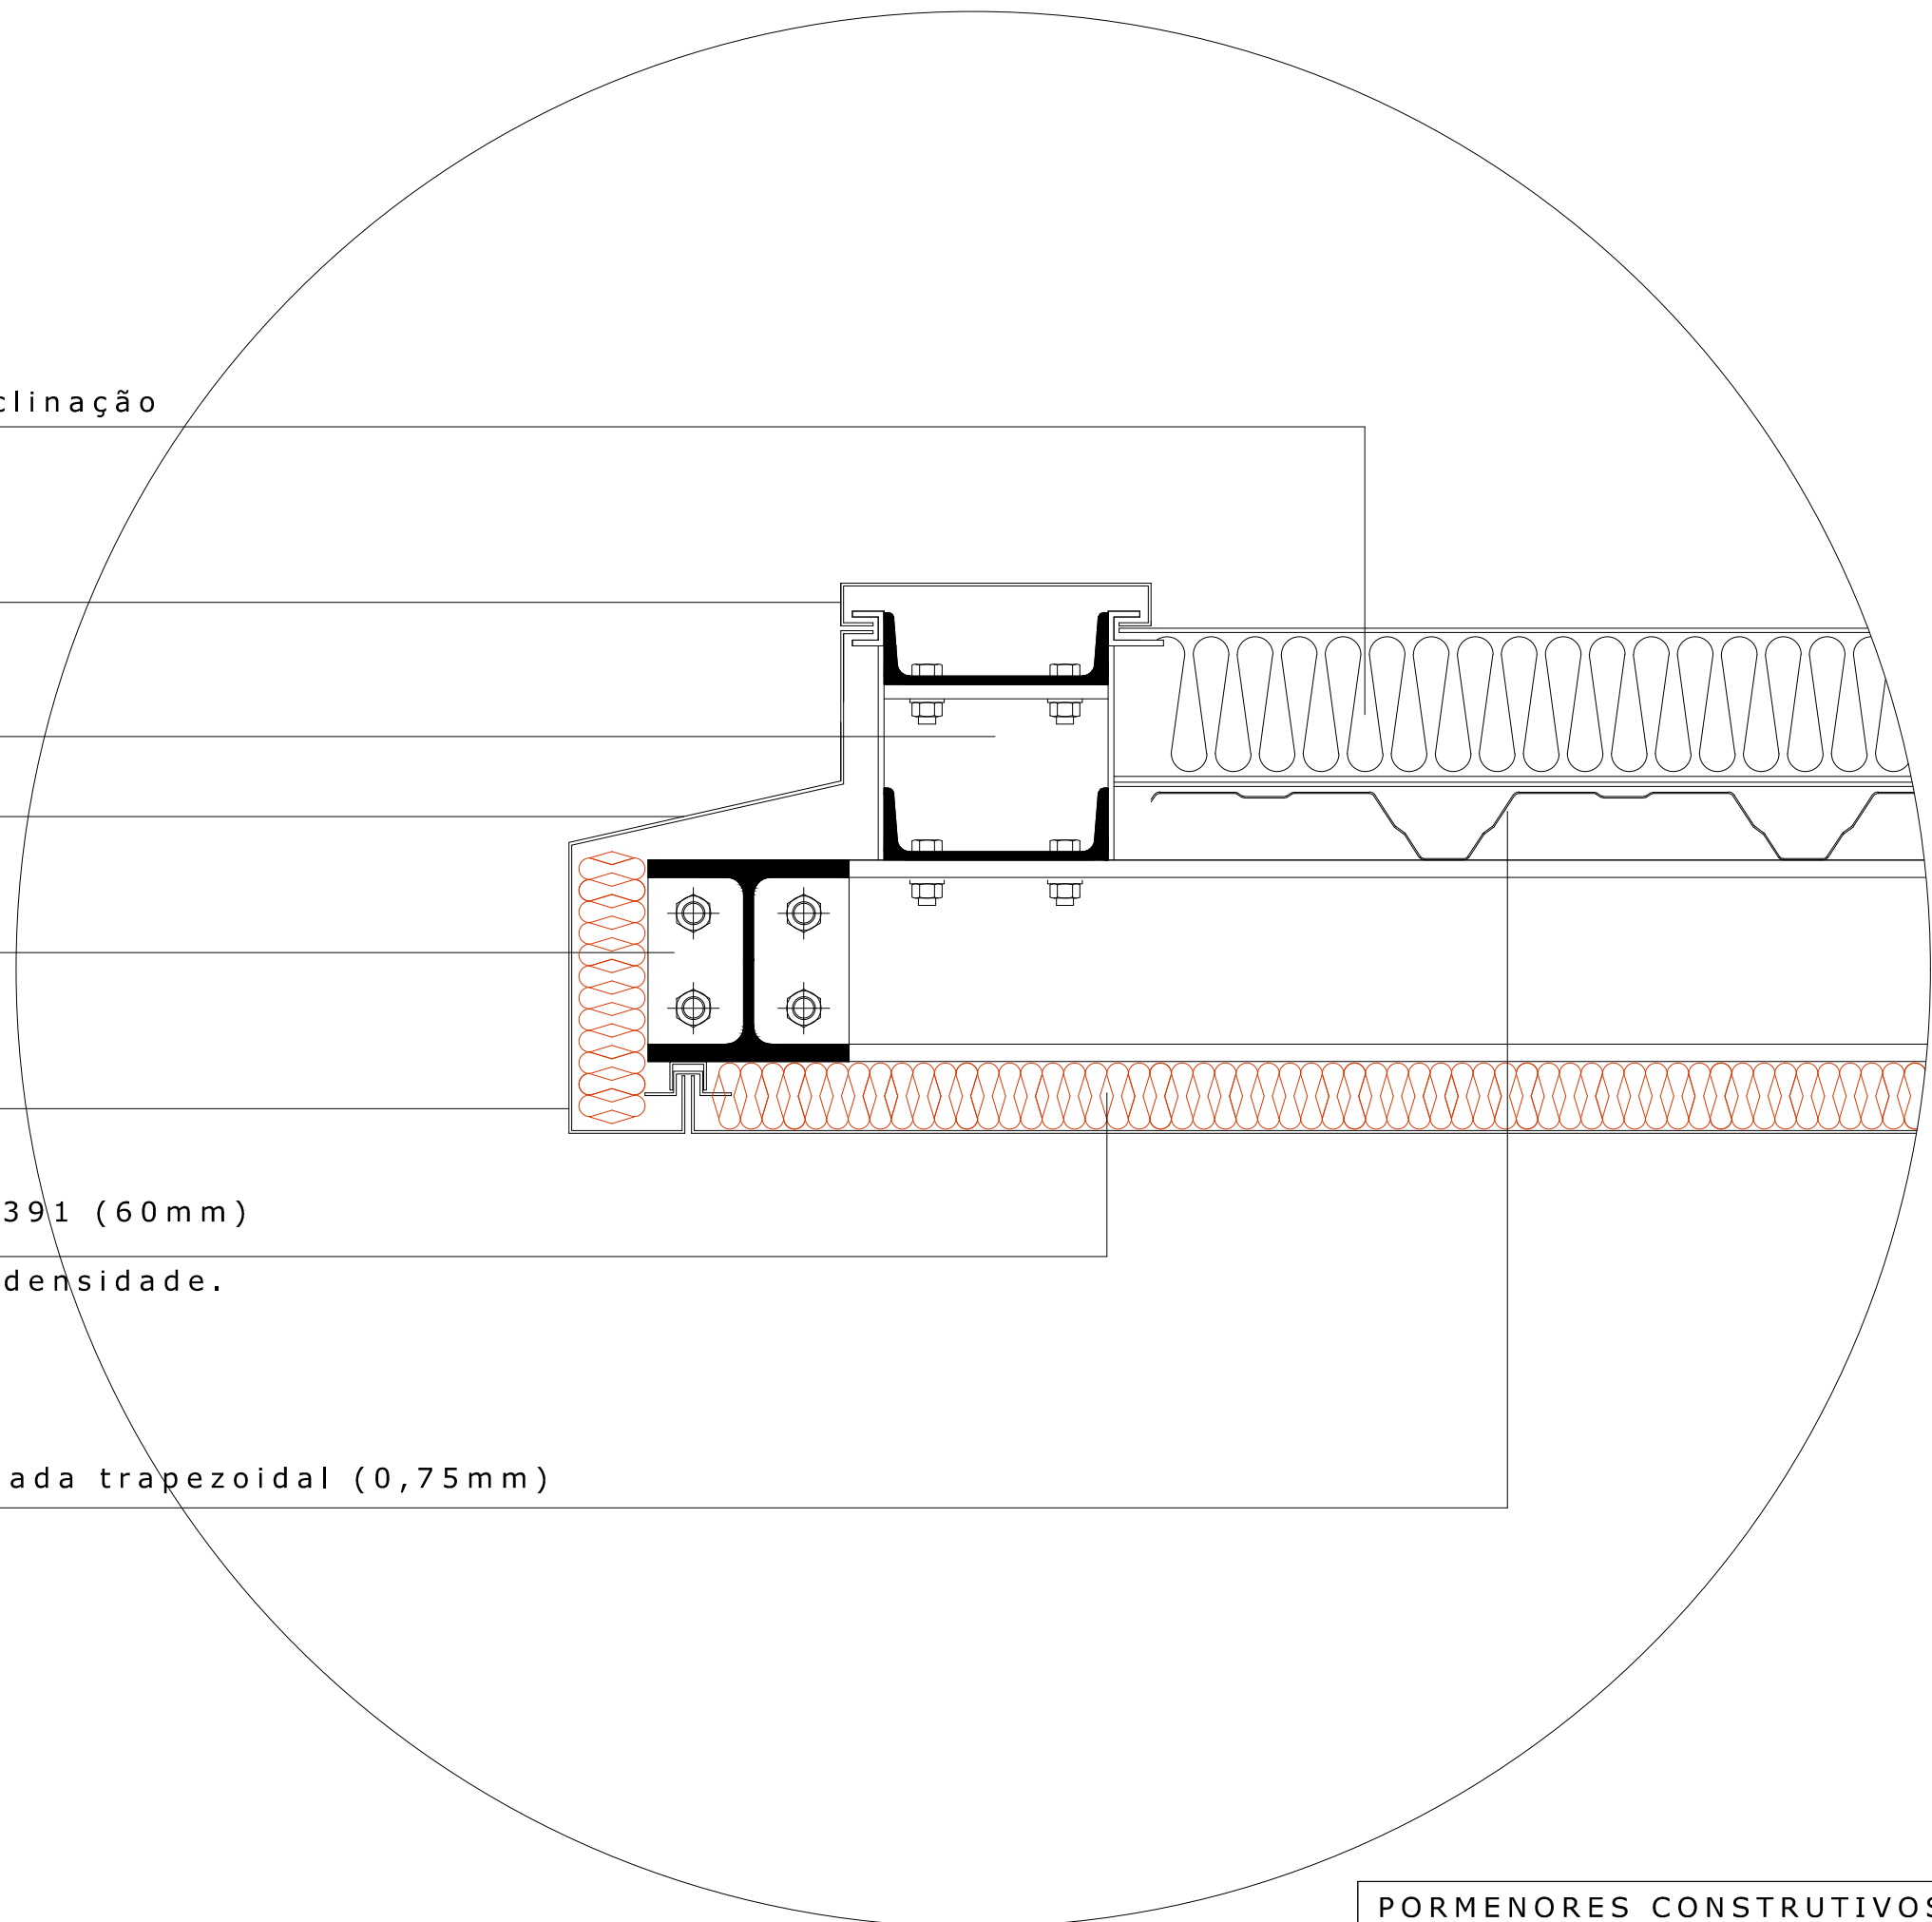 clinação
391 (60mm)
densidade.
ada trapezoidal (0,75mm)
PORMENORES CONSTRUTIVOS